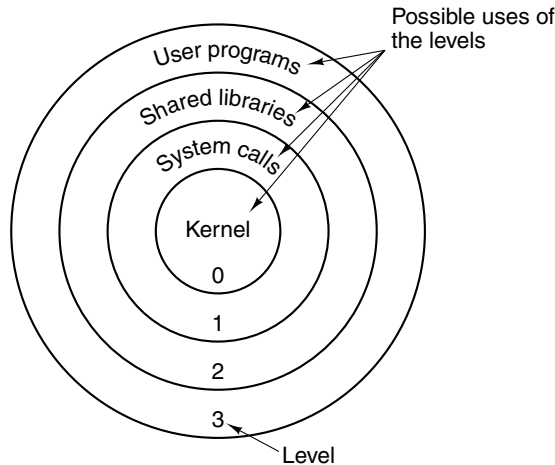 Possible uses of
the levels
User programs
Shared libraries
System calls
Kernel
0
1
2
3
Level